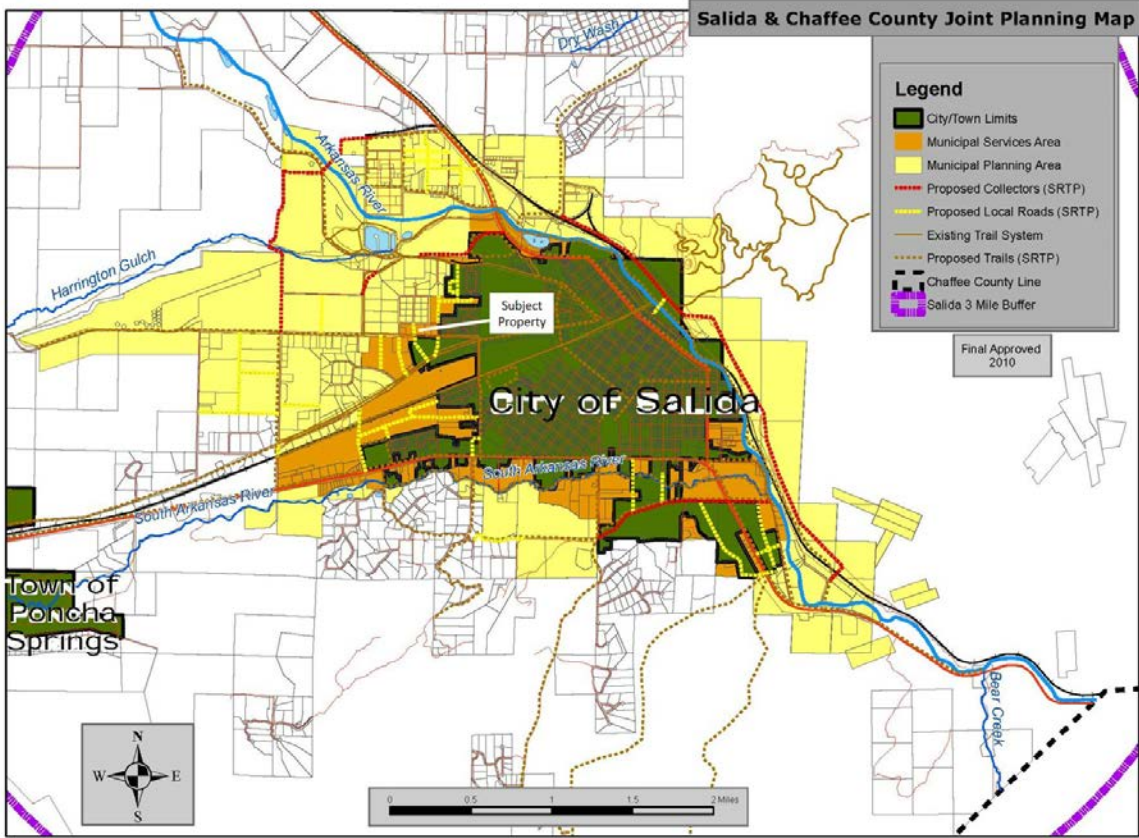 Salida & Chaffee County Joint Planning Map
Legend
City/Town Limits
Municipal Services Area
Municipal Planning Area
Proposed Collectors (SRTP)
Proposed Local Roads (SRTP)
Existing Trail System
Proposed Trails (SRTP)
Chaffee County Line
Salida 3 Mile Buffer
Final Approved
2010
Dry Wash
Arkansas River
Harrington Gulch
Subject
Property
City of Salida
South Arkansas River
South Arkansas River
Town of
Poncha
Springs
Bear Creek
N
W E
S
0 0.5 1 1.5 2 Miles